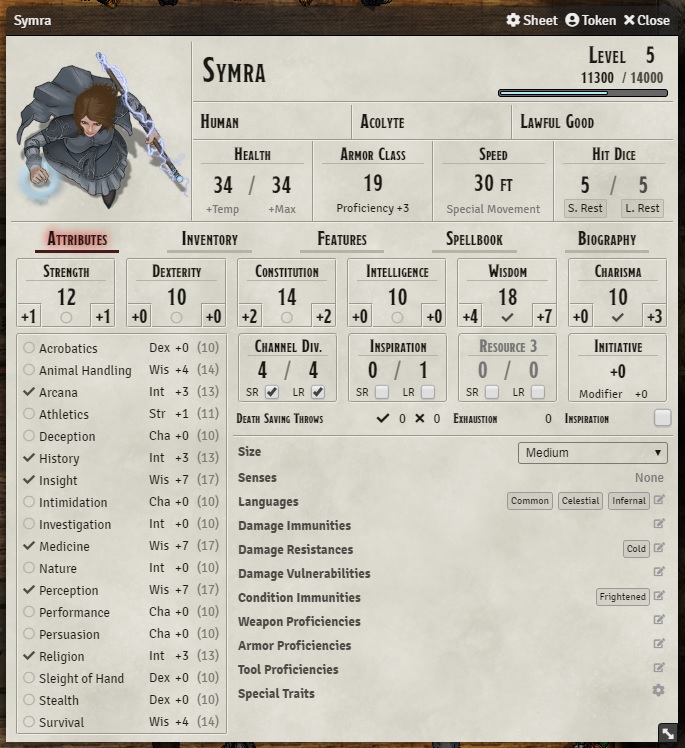 Symra Sheet Token Close
Symra
Level 5
11300 / 14000
Human Acolyte Lawful Good
Health Armor Class Speed Hit Dice
34 / 34 19 30 ft 5 / 5
+Temp +Max Proficiency +3 Special Movement S. Rest L. Rest
Attributes Inventory Features Spellbook Biography
Strength Dexterity Constitution Intelligence Wisdom Charisma
12 10 14 10 18 10
+1 +1 +0 +0 +2 +2 +0 +0 +4 +7 +0 +3
Acrobatics Dex +0 (10)
Animal Handling Wis +4 (14)
Arcana Int +3 (13)
Athletics Str +1 (11)
Deception Cha +0 (10)
History Int +3 (13)
Insight Wis +7 (17)
Intimidation Cha +0 (10)
Investigation Int +0 (10)
Medicine Wis +7 (17)
Nature Int +0 (10)
Perception Wis +7 (17)
Performance Cha +0 (10)
Persuasion Cha +0 (10)
Religion Int +3 (13)
Sleight of Hand Dex +0 (10)
Stealth Dex +0 (10)
Survival Wis +4 (14)
Channel Div. Inspiration Resource 3 Initiative
4 / 4 0 / 1 0 / 0 +0
SR LR SR LR SR LR Modifier +0
Death Saving Throws 0 0 Exhaustion 0 Inspiration
Size Medium
Senses None
Languages Common Celestial Infernal
Damage Immunities
Damage Resistances Cold
Damage Vulnerabilities
Condition Immunities Frightened
Weapon Proficiencies
Armor Proficiencies
Tool Proficiencies
Special Traits